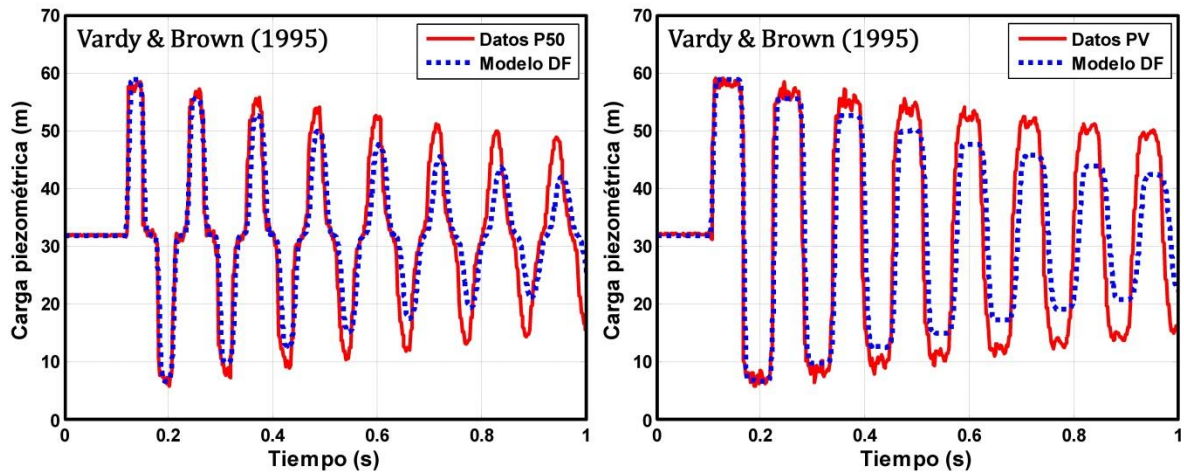 Vardy & Brown (1995)
Datos P50
Modelo DF
Carga piezométrica (m)
70
60
50
40
30
20
10
0
0
0.2
0.4
0.6
0.8
1
Tiempo (s)
Vardy & Brown (1995)
Datos PV
Modelo DF
Carga piezométrica (m)
70
60
50
40
30
20
10
0
0
0.2
0.4
0.6
0.8
1
Tiempo (s)